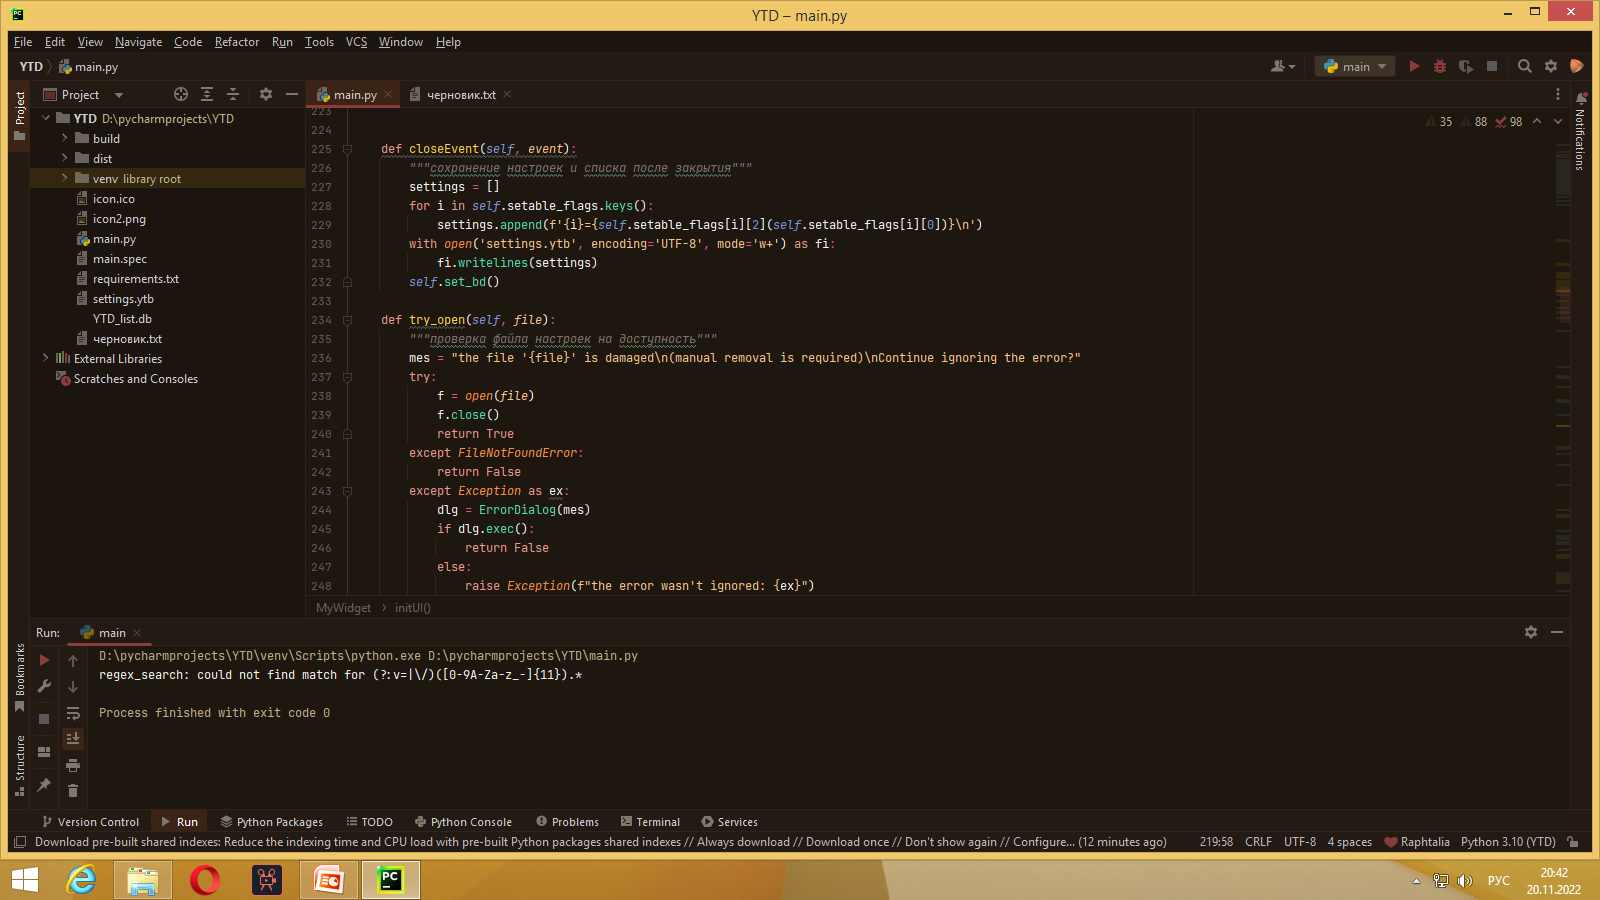 YTD – main.py
File Edit View Navigate Code Refactor Run Tools VCS Window Help
YTD main.py main
Project main.py черновик.txt
Project
Notifications
Bookmarks
Structure
YTD D:\pycharmprojects\YTD
build
dist
venv library root
icon.ico
icon2.png
main.py
main.spec
requirements.txt
settings.ytb
YTD_list.db
черновик.txt
External Libraries
Scratches and Consoles
35 88 98
223
224
225 def closeEvent(self, event):
226 """сохранение настроек и списка после закрытия"""
227 settings = []
228 for i in self.setable_flags.keys():
229 settings.append(f'{i}={self.setable_flags[i][2](self.setable_flags[i][0])}\n')
230 with open('settings.ytb', encoding='UTF-8', mode='w+') as fi:
231 fi.writelines(settings)
232 self.set_bd()
233
234 def try_open(self, file):
235 """проверка файла настроек на доступность"""
236 mes = "the file '{file}' is damaged\n(manual removal is required)\nContinue ignoring the error?"
237 try:
238 f = open(file)
239 f.close()
240 return True
241 except FileNotFoundError:
242 return False
243 except Exception as ex:
244 dlg = ErrorDialog(mes)
245 if dlg.exec():
246 return False
247 else:
248 raise Exception(f"the error wasn't ignored: {ex}")
MyWidget initUI()
Run: main
D:\pycharmprojects\YTD\venv\Scripts\python.exe D:\pycharmprojects\YTD\main.py
regex_search: could not find match for (?:v=|\/)([0-9A-Za-z_-]{11}).*
Process finished with exit code 0
Version Control Run Python Packages TODO Python Console Problems Terminal Services
Download pre-built shared indexes: Reduce the indexing time and CPU load with pre-built Python packages shared indexes // Always download // Download once // Don't show again // Configure... (12 minutes ago) 219:58 CRLF UTF-8 4 spaces Raphtalia Python 3.10 (YTD)
РУС
20:42
20.11.2022